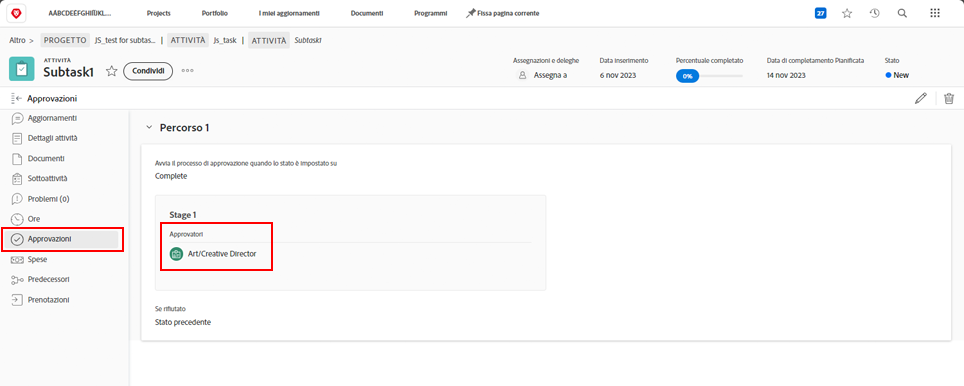 AABCDEEFGHIIJKL... Projects Portfolio I miei aggiornamenti Documenti Programmi Fissa pagina corrente 27
Altro > PROGETTO JS_test for subtas... | ATTIVITÀ Js_task | ATTIVITÀ Subtask1
ATTIVITÀ
Subtask1 Condividi
Assegnazioni e deleghe Data inserimento Percentuale completato Data di completamento Pianificata Stato
Assegna a 6 nov 2023 0% 14 nov 2023 New
Approvazioni
Aggiornamenti
Dettagli attività
Documenti
Sottoattività
Problemi (0)
Ore
Approvazioni
Spese
Predecessori
Prenotazioni
Percorso 1
Avvia il processo di approvazione quando lo stato è impostato su
Complete
Stage 1
Approvatori
Art/Creative Director
Se rifiutato
Stato precedente